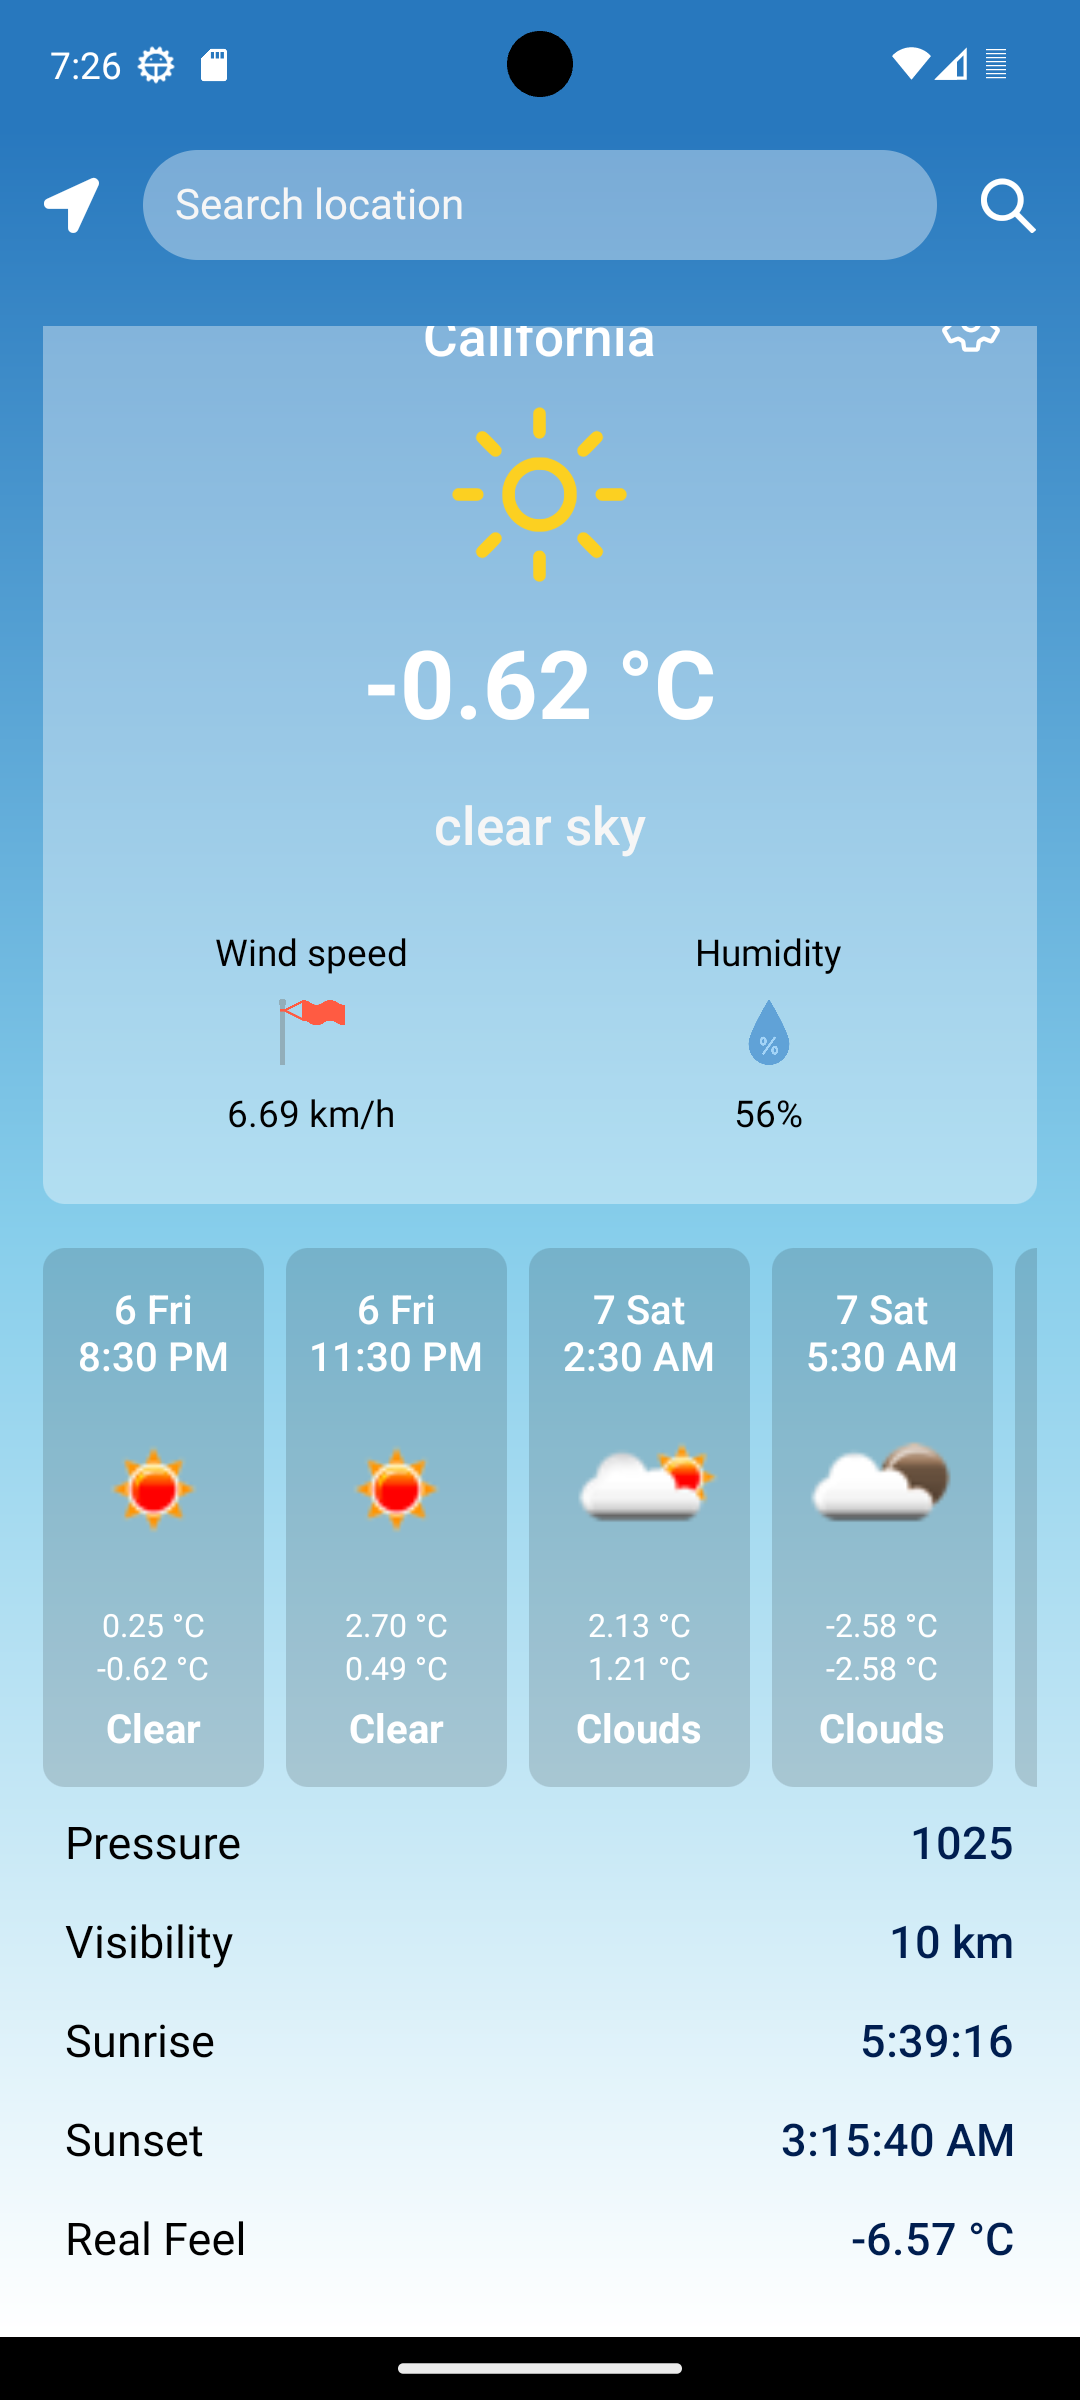 7:26
Search location
California
-0.62 °C
clear sky
Wind speed
Humidity
%
6.69 km/h
56%
6 Fri
8:30 PM
0.25 °C
-0.62 °C
Clear
6 Fri
11:30 PM
2.70 °C
0.49 °C
Clear
7 Sat
2:30 AM
2.13 °C
1.21 °C
Clouds
7 Sat
5:30 AM
-2.58 °C
-2.58 °C
Clouds
Pressure 1025
Visibility 10 km
Sunrise 5:39:16
Sunset 3:15:40 AM
Real Feel -6.57 °C